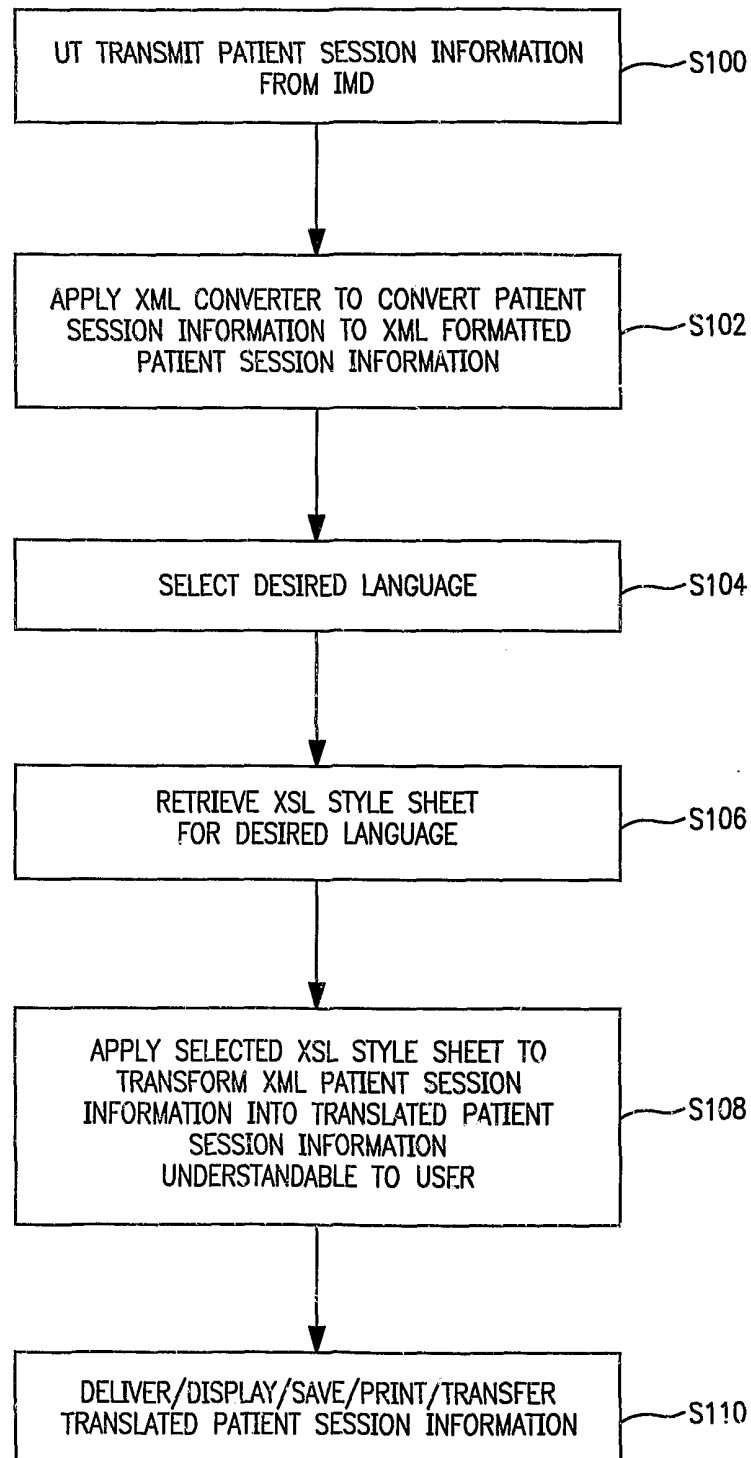 UT TRANSMIT PATIENT SESSION INFORMATION
FROM IMD
S100
APPLY XML CONVERTER TO CONVERT PATIENT
SESSION INFORMATION TO XML FORMATTED
PATIENT SESSION INFORMATION
S102
SELECT DESIRED LANGUAGE
S104
RETRIEVE XSL STYLE SHEET
FOR DESIRED LANGUAGE
S106
APPLY SELECTED XSL STYLE SHEET TO
TRANSFORM XML PATIENT SESSION
INFORMATION INTO TRANSLATED PATIENT
SESSION INFORMATION
UNDERSTANDABLE TO USER
S108
DELIVER/DISPLAY/SAVE/PRINT/TRANSFER
TRANSLATED PATIENT SESSION INFORMATION
S110